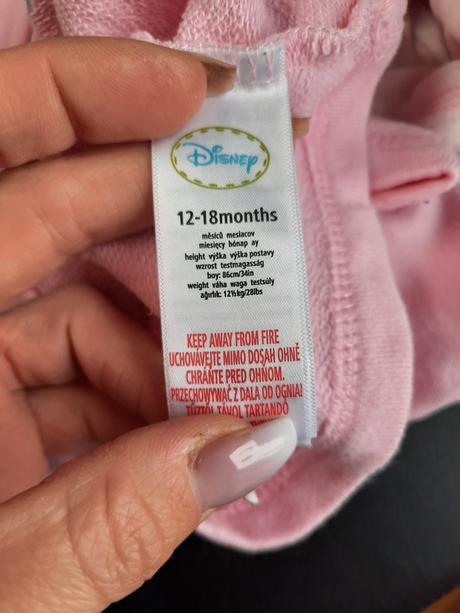 Disney
12-18months
měsíců mesiacov
miesięcy hónap ay
height výška výška postavy
wzrost testmagasság
boy: 86cm/34in
weight váha waga testsúly
ağırlık: 12½kg/28lbs
KEEP AWAY FROM FIRE
UCHOVÁVEJTE MIMO DOSAH OHNĚ
CHRÁŇTE PRED OHŇOM.
PRZECHOWYWAĆ Z DALA OD OGNIA!
TŰZTŐL TÁVOL TARTANDÓ